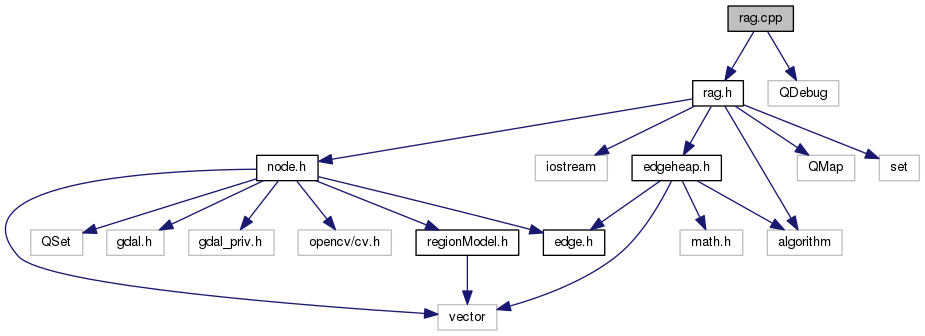 rag.cpp
rag.h
QDebug
node.h
iostream
edgeheap.h
QMap
set
QSet
gdal.h
gdal_priv.h
opencv/cv.h
regionModel.h
edge.h
math.h
algorithm
vector